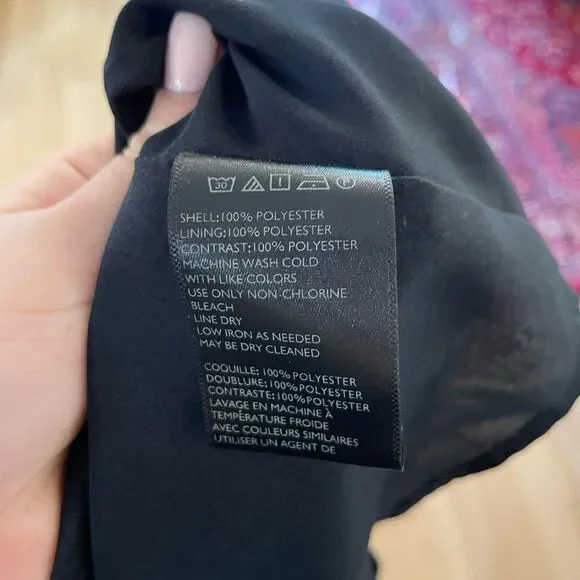 30
SHELL:100% POLYESTER
LINING:100% POLYESTER
CONTRAST:100% POLYESTER
MACHINE WASH COLD
WITH LIKE COLORS
USE ONLY NON-CHLORINE
BLEACH
LINE DRY
LOW IRON AS NEEDED
MAY BE DRY CLEANED
COQUILLE: 100% POLYESTER
DOUBLURE: 100% POLYESTER
CONTRASTE: 100% POLYESTER
LAVAGE EN MACHINE À
TEMPÉRATURE FROIDE
AVEC COULEURS SIMILAIRES
UTILISER UN AGENT DE